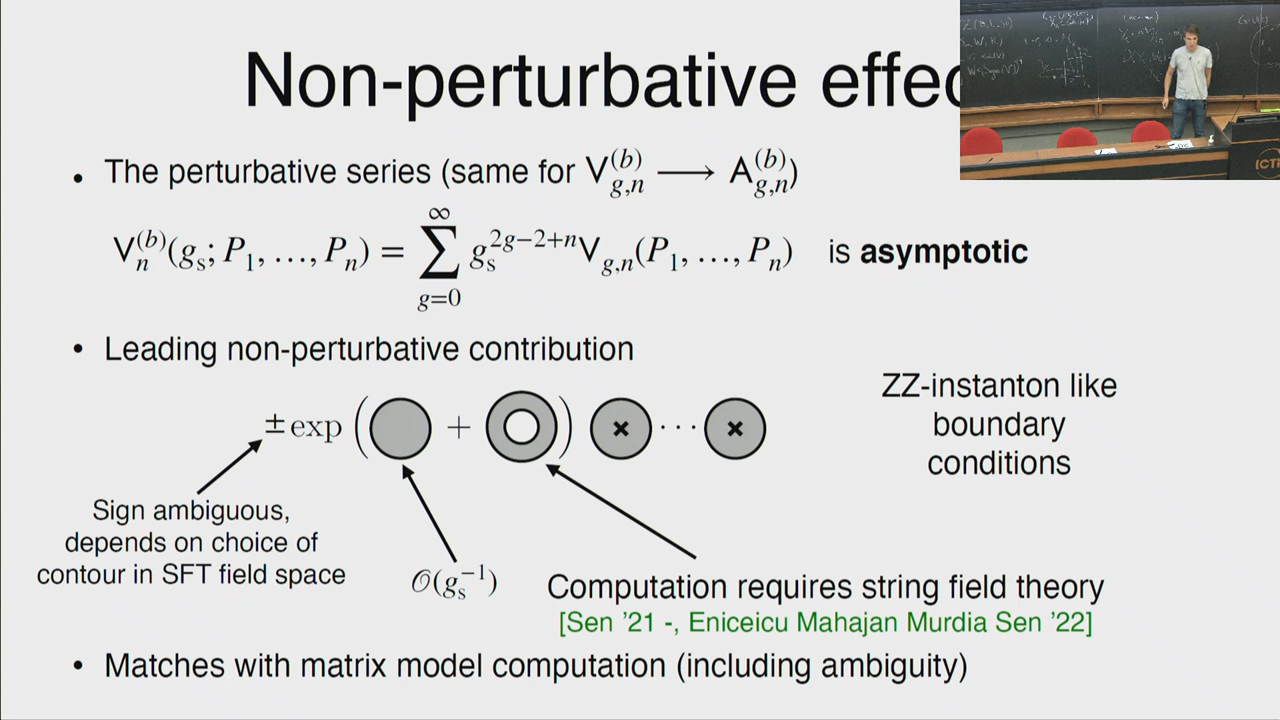 Non-perturbative effec
• The perturbative series (same for V_{g,n}^{(b)} ⟶ A_{g,n}^{(b)})
V_n^{(b)}(g_s; P_1, …, P_n) = ∑_{g=0}^{∞} g_s^{2g−2+n} V_{g,n}(P_1, …, P_n) is asymptotic
• Leading non-perturbative contribution
± exp ( + ) × ⋯ ×
ZZ-instanton like
boundary
conditions
Sign ambiguous,
depends on choice of
contour in SFT field space
𝒪(g_s^{−1})
Computation requires string field theory
[Sen ’21 -, Eniceicu Mahajan Murdia Sen ’22]
• Matches with matrix model computation (including ambiguity)